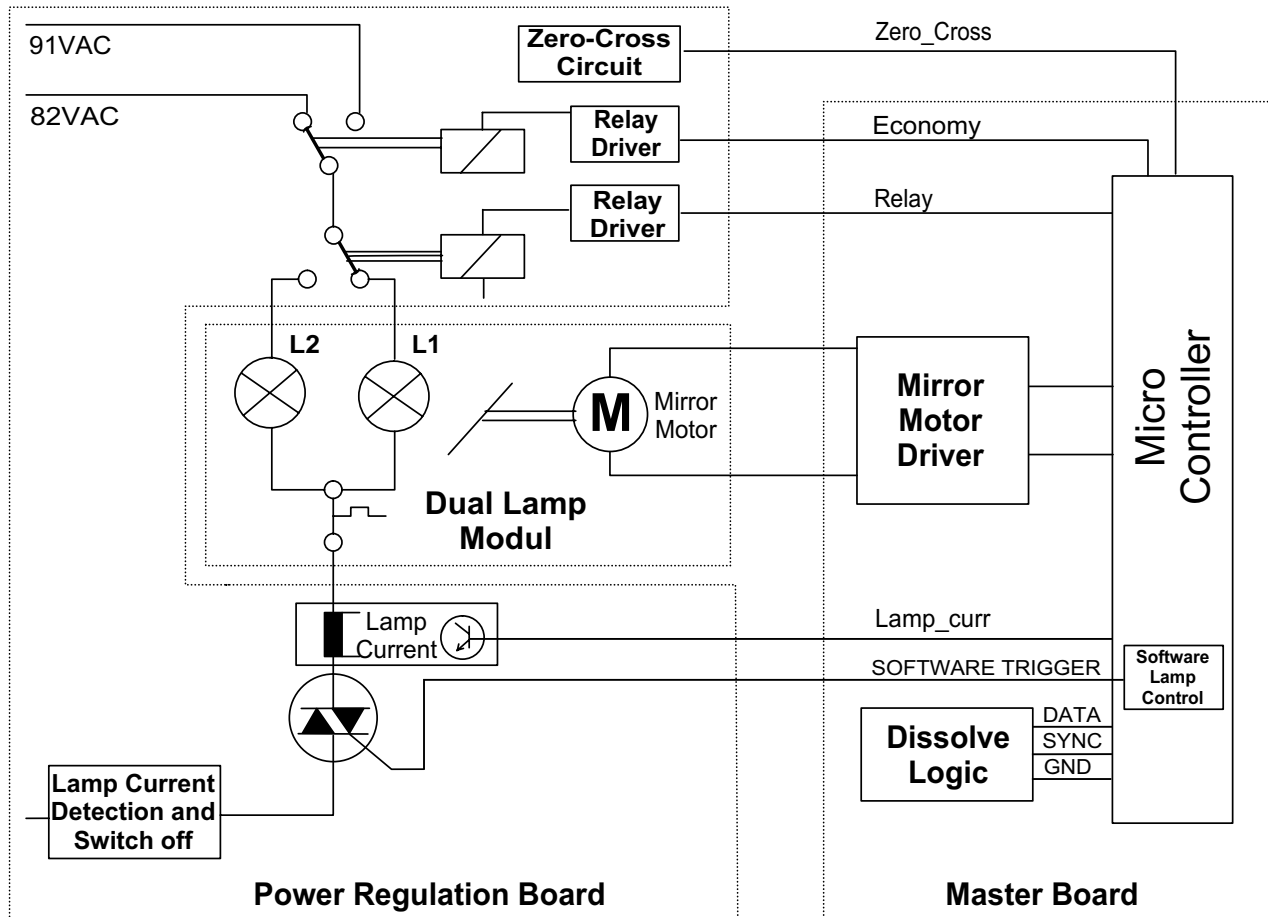 91VAC
82VAC
Zero-Cross
Circuit
Zero_Cross
Relay
Driver
Economy
Relay
Driver
Relay
L2
L1
M
Mirror
Motor
Mirror
Motor
Driver
Micro
Controller
Dual Lamp
Modul
Lamp
Current
Lamp_curr
SOFTWARE TRIGGER
Software
Lamp
Control
Dissolve
Logic
DATA
SYNC
GND
Lamp Current
Detection and
Switch off
Power Regulation Board
Master Board